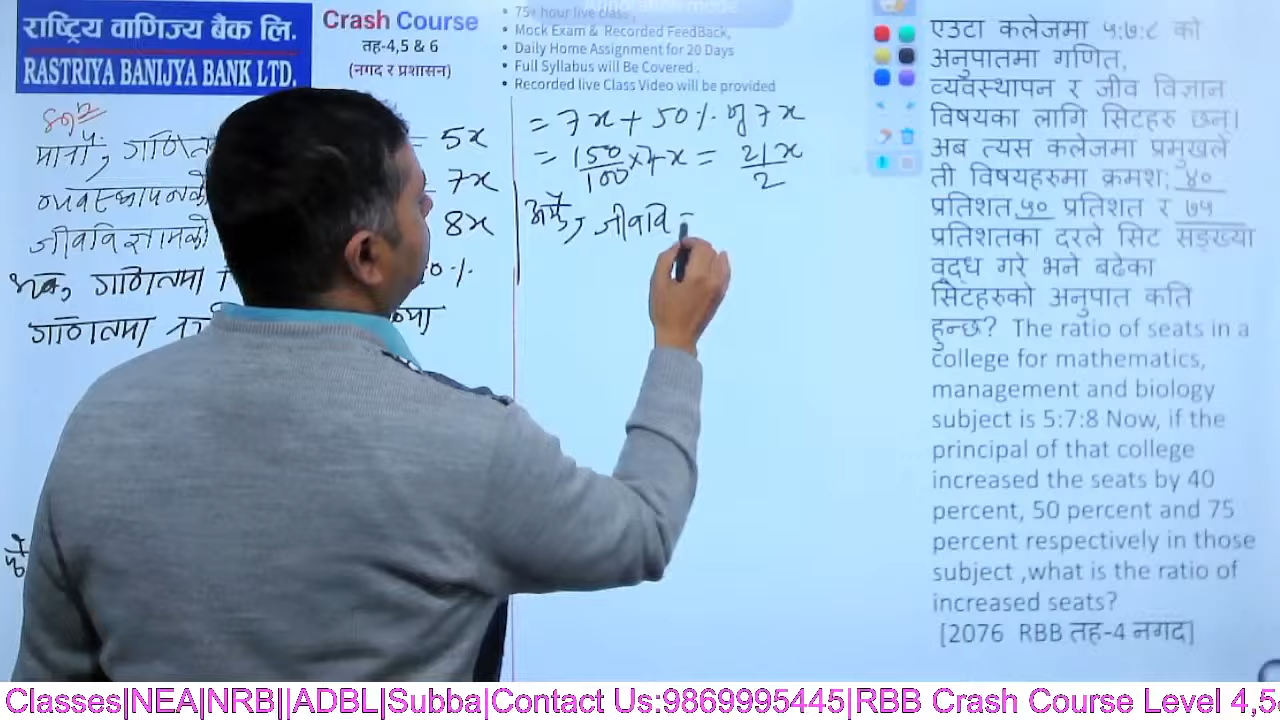 राष्ट्रिय वाणिज्य बैंक लि.
RASTRIYA BANIJYA BANK LTD.
Crash Course
तह-4,5 & 6
(नगद र प्रशासन)
• 75+ hour live class ,
• Mock Exam & Recorded FeedBack,
• Daily Home Assignment for 20 Days
• Full Syllabus will Be Covered .
• Recorded live Class Video will be provided
मानौं, गणित = 5x
व्यवस्थापनको 7x
जीवविज्ञानको 8x
अब, गणितमा 0%
गणितमा
= 7x + 50% of 7x
= 150/100 × 7x = 21x/2
अनि, जीववि =
एउटा कलेजमा ५:७:८ को
अनुपातमा गणित,
व्यवस्थापन र जीव विज्ञान
विषयका लागि सिटहरु छन्।
अब त्यस कलेजमा प्रमुखले
ती विषयहरुमा क्रमश; ४०
प्रतिशत ५० प्रतिशत र ७५
प्रतिशतका दरले सिट सङ्ख्या
वृद्ध गरे भने बढेका
सिटहरुको अनुपात कति
हुन्छ? The ratio of seats in a
college for mathematics,
management and biology
subject is 5:7:8 Now, if the
principal of that college
increased the seats by 40
percent, 50 percent and 75
percent respectively in those
subject ,what is the ratio of
increased seats?
[2076 RBB तह-4 नगद]
Classes|NEA|NRB||ADBL|Subba|Contact Us:9869995445|RBB Crash Course Level 4,5